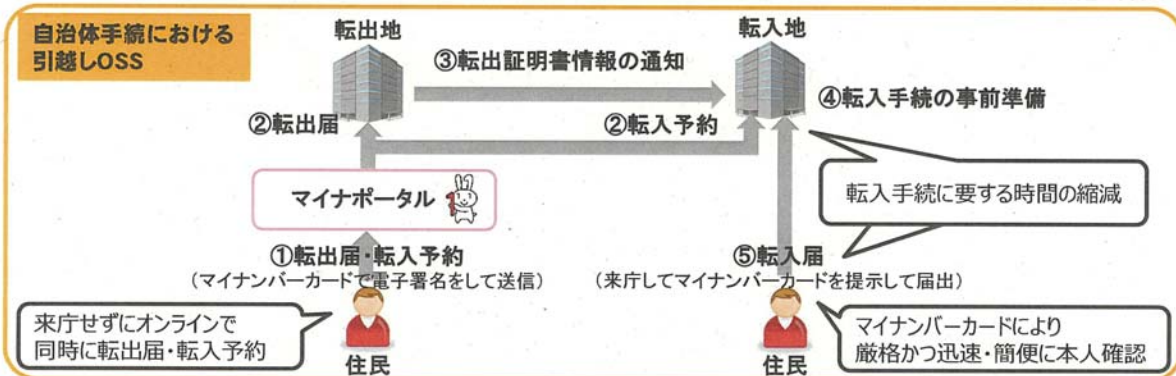 自治体手続における
引越しOSS
転出地
転入地
③転出証明書情報の通知
④転入手続の事前準備
②転出届
②転入予約
マイナポータル
転入手続に要する時間の縮減
①転出届・転入予約
(マイナンバーカードで電子署名をして送信)
⑤転入届
(来庁してマイナンバーカードを提示して届出)
来庁せずにオンラインで
同時に転出届・転入予約
住民
マイナンバーカードにより
厳格かつ迅速・簡便に本人確認
住民